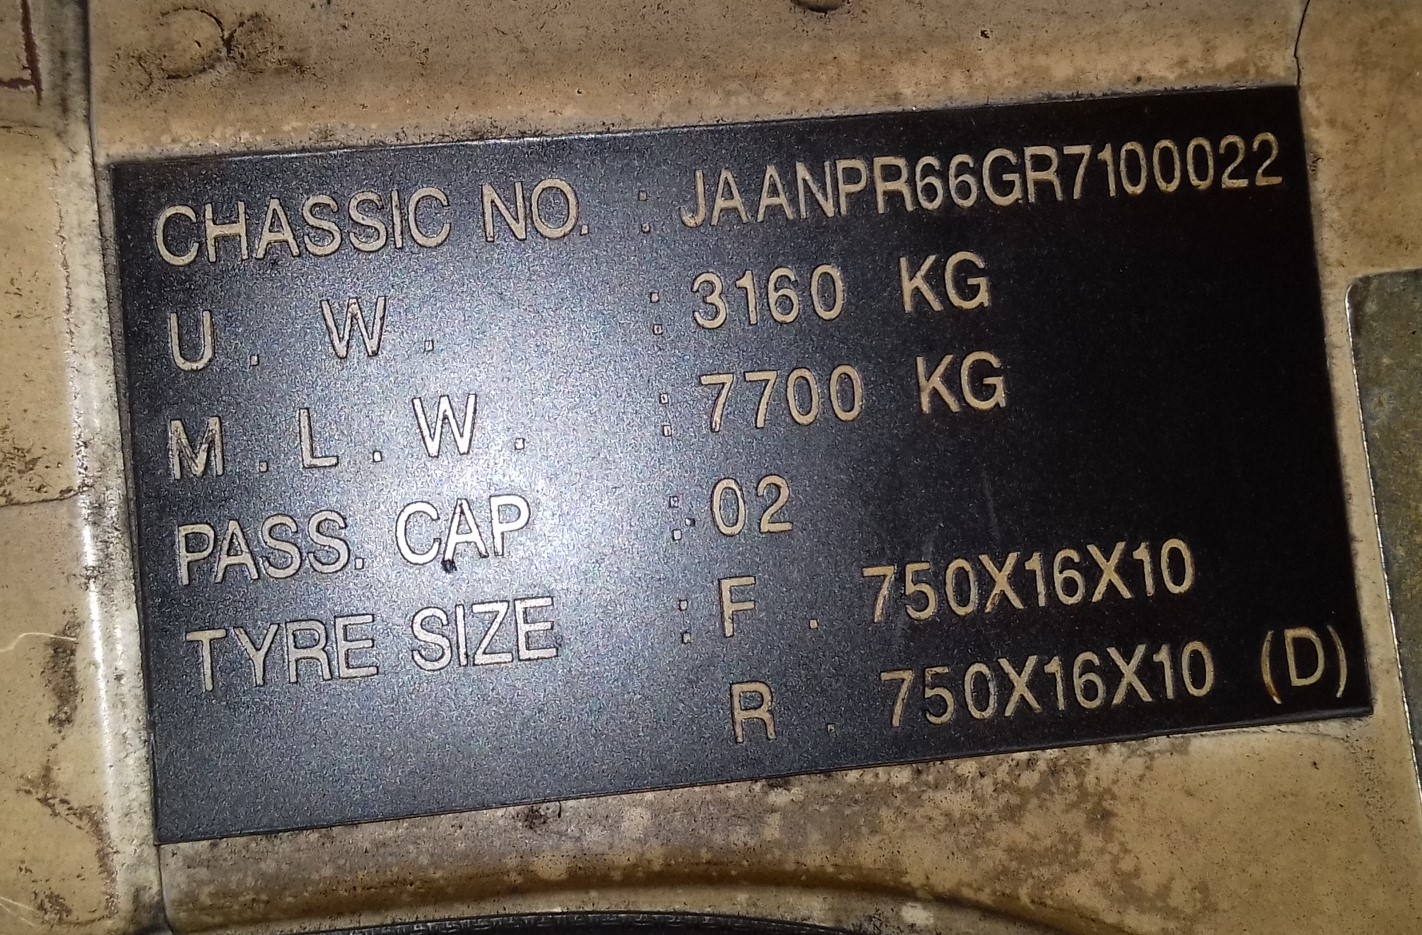 CHASSIC NO. : JAANPR66GR7100022
U . W . : 3160 KG
M . L . W . : 7700 KG
PASS. CAP : 02
TYRE SIZE : F . 750X16X10
R . 750X16X10 (D)